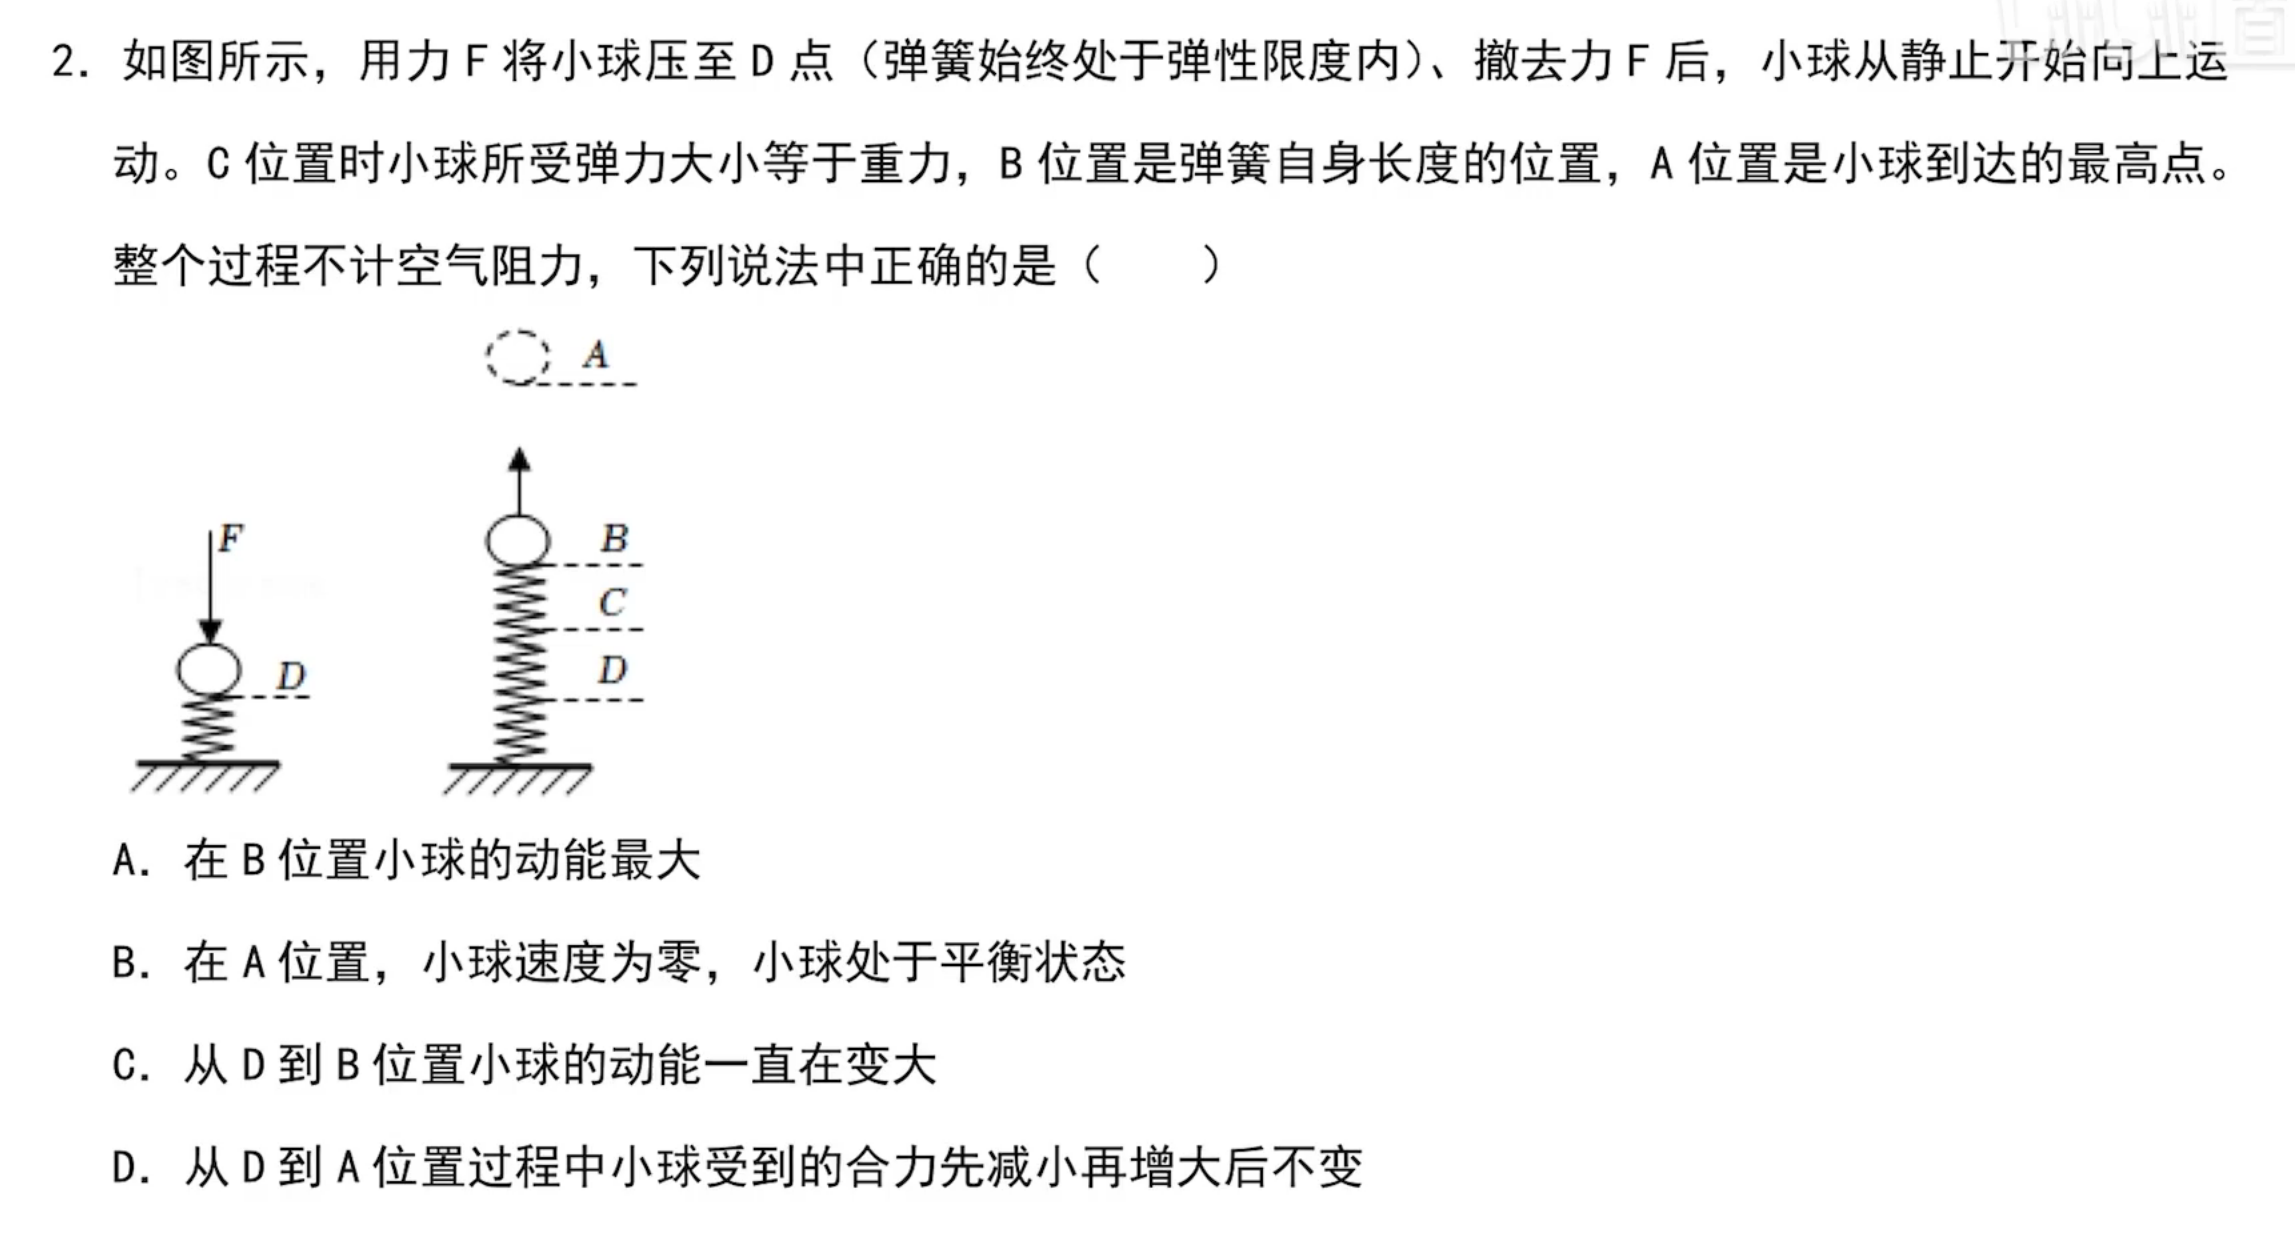 2. 如图所示，用力 F 将小球压至 D 点（弹簧始终处于弹性限度内）、撤去力 F 后，小球从静止开始向上运
动。C 位置时小球所受弹力大小等于重力，B 位置是弹簧自身长度的位置，A 位置是小球到达的最高点。
整个过程不计空气阻力，下列说法中正确的是（　　）
A
F
B
C
D
D
A. 在 B 位置小球的动能最大
B. 在 A 位置，小球速度为零，小球处于平衡状态
C. 从 D 到 B 位置小球的动能一直在变大
D. 从 D 到 A 位置过程中小球受到的合力先减小再增大后不变